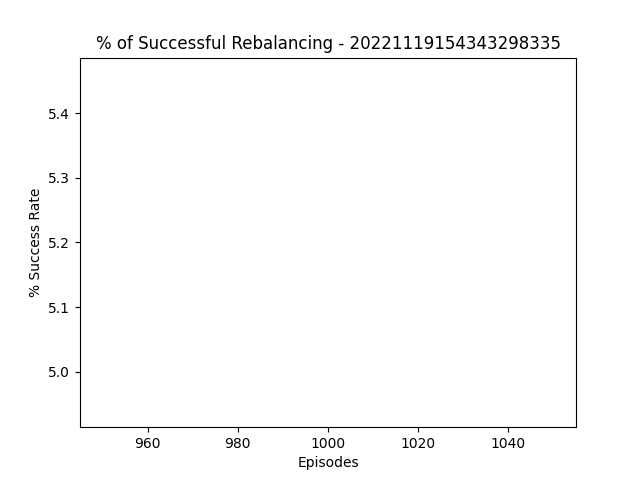 % of Successful Rebalancing - 20221119154343298335
5.4
5.3
5.2
5.1
5.0
% Success Rate
960 980 1000 1020 1040
Episodes